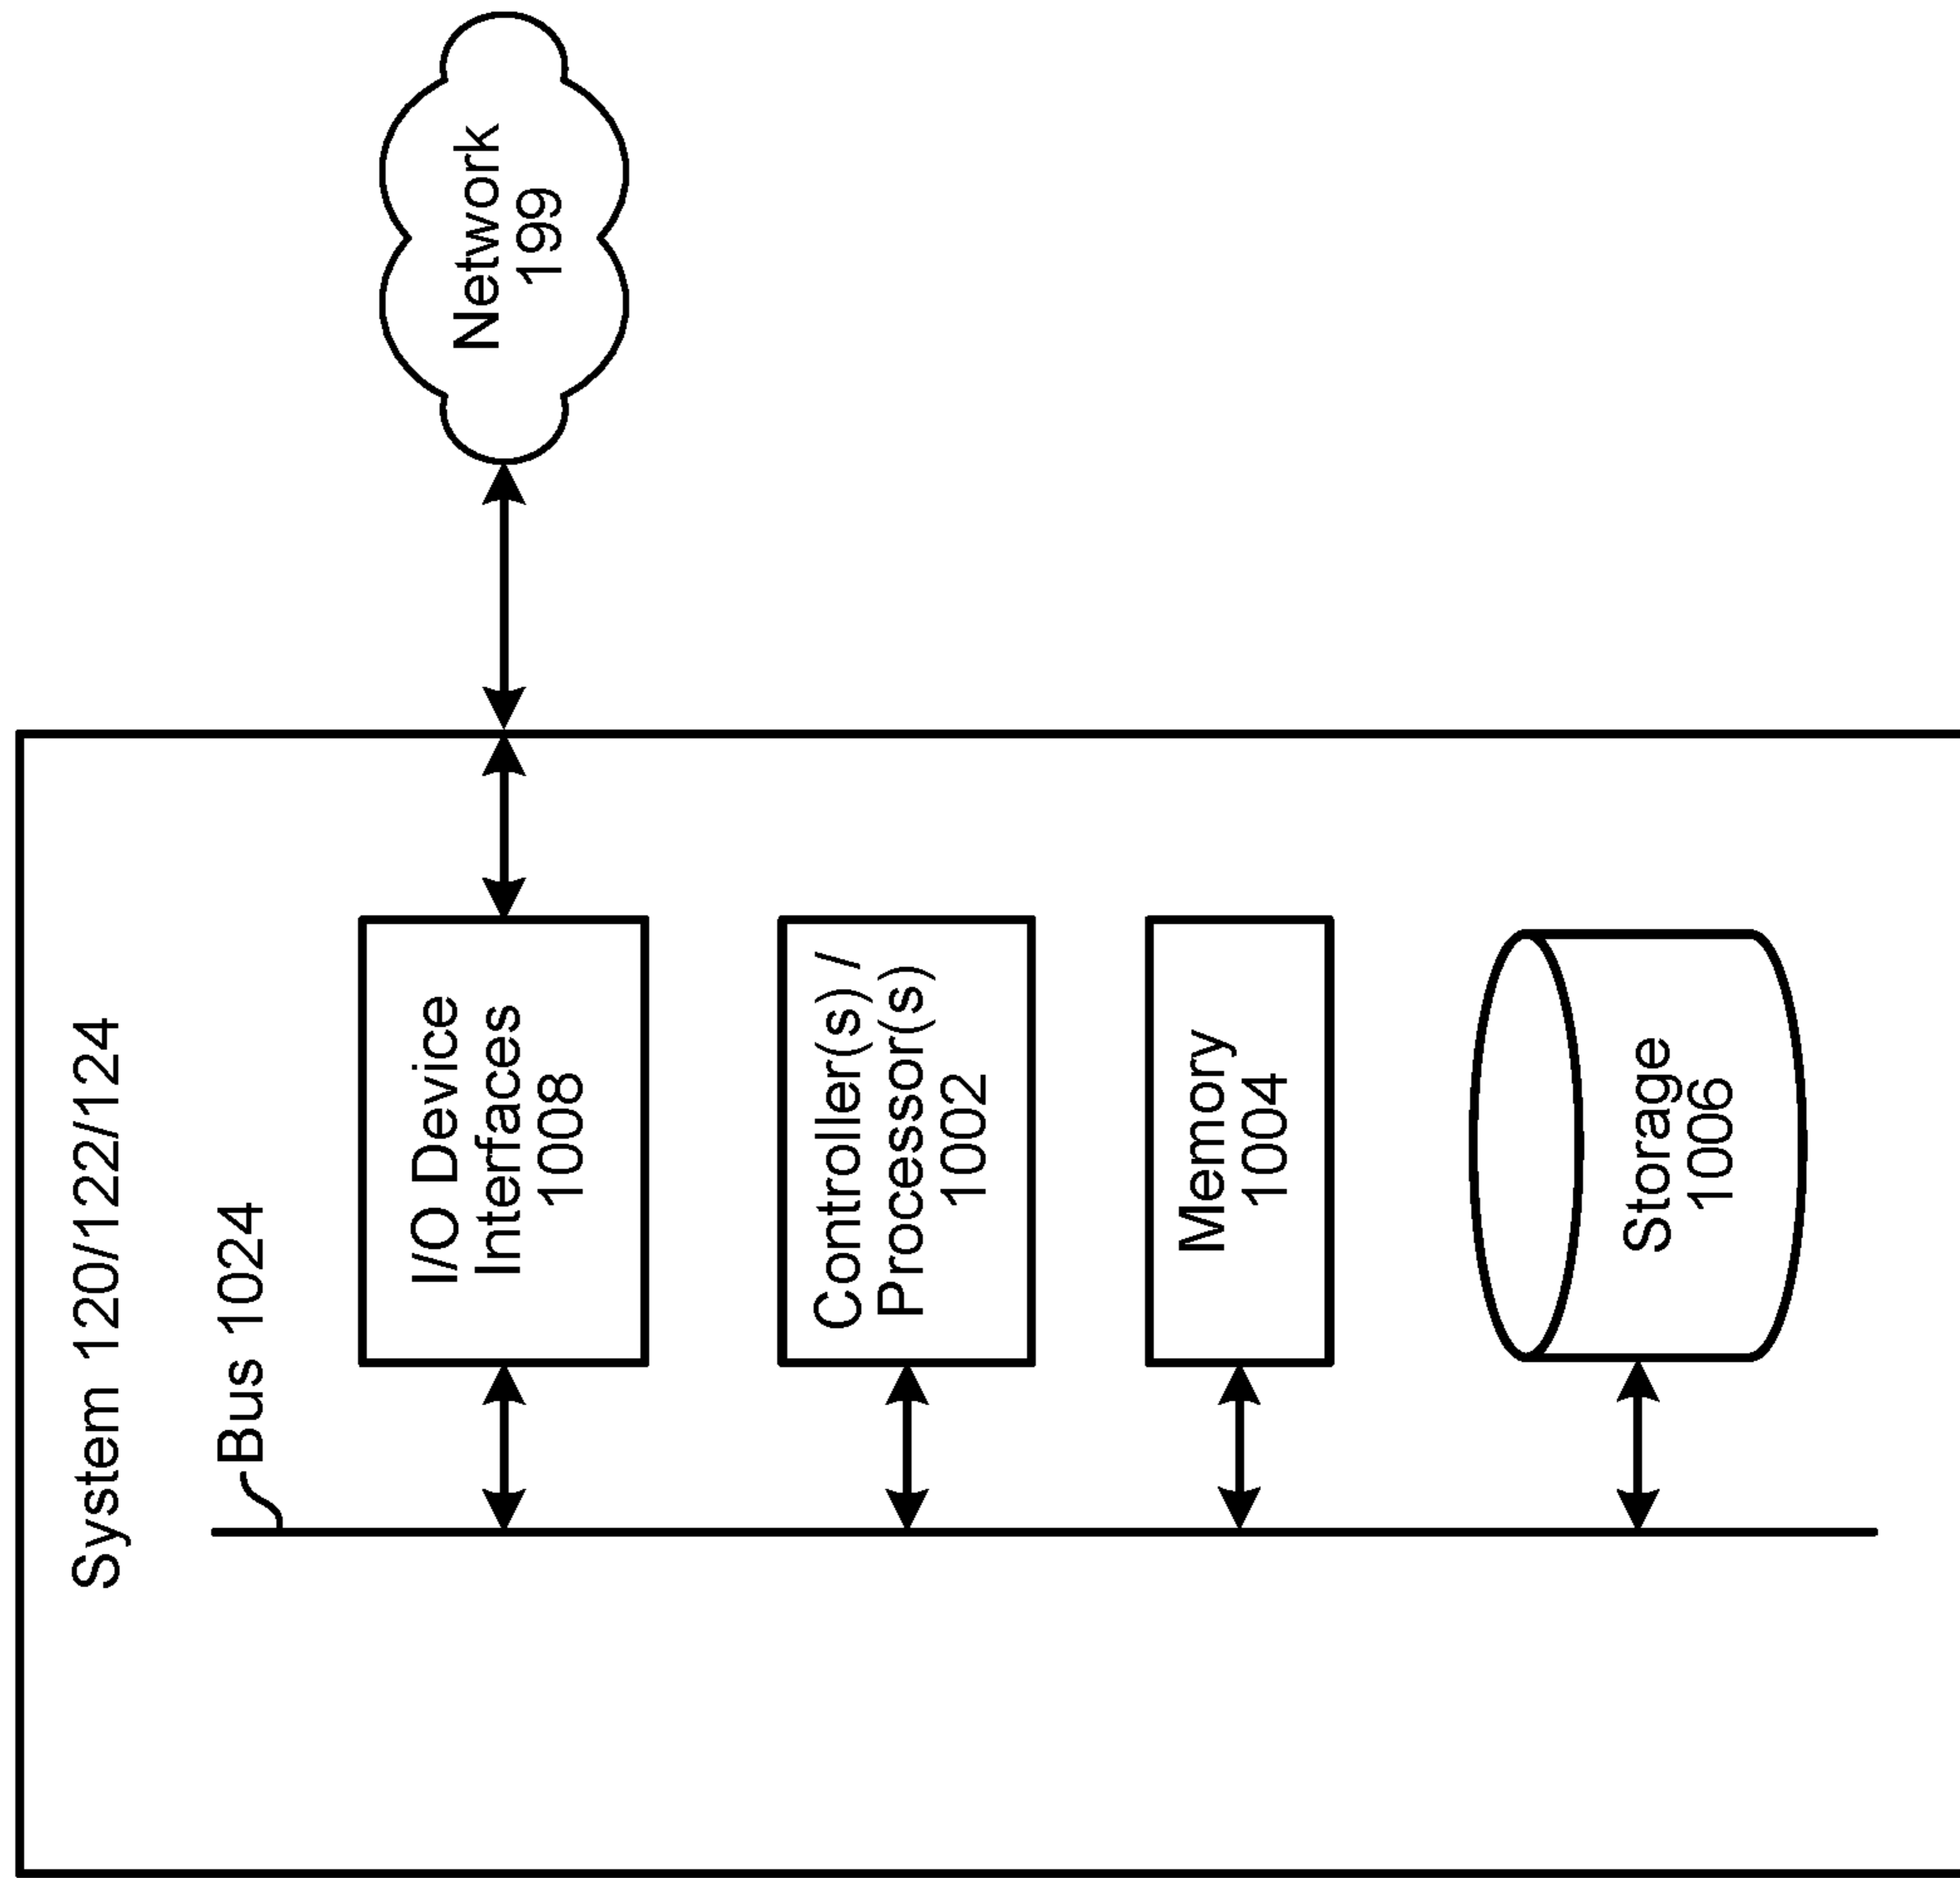 System 120/122/124
Bus 1024
I/O Device
Interfaces
1008
Network
199
Controller(s) /
Processor(s)
1002
Memory
1004
Storage
1006